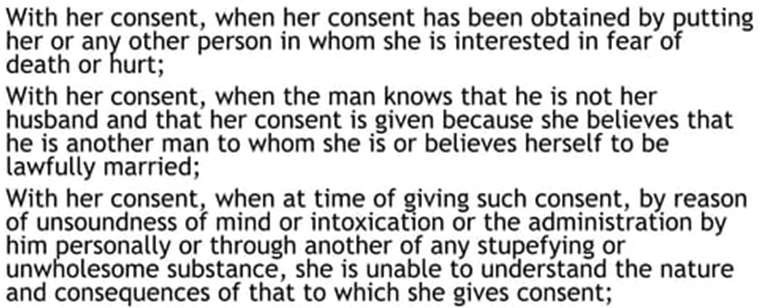 With her consent, when her consent has been obtained by putting
her or any other person in whom she is interested in fear of
death or hurt;
With her consent, when the man knows that he is not her
husband and that her consent is given because she believes that
he is another man to whom she is or believes herself to be
lawfully married;
With her consent, when at time of giving such consent, by reason
of unsoundness of mind or intoxication or the administration by
him personally or through another of any stupefying or
unwholesome substance, she is unable to understand the nature
and consequences of that to which she gives consent;